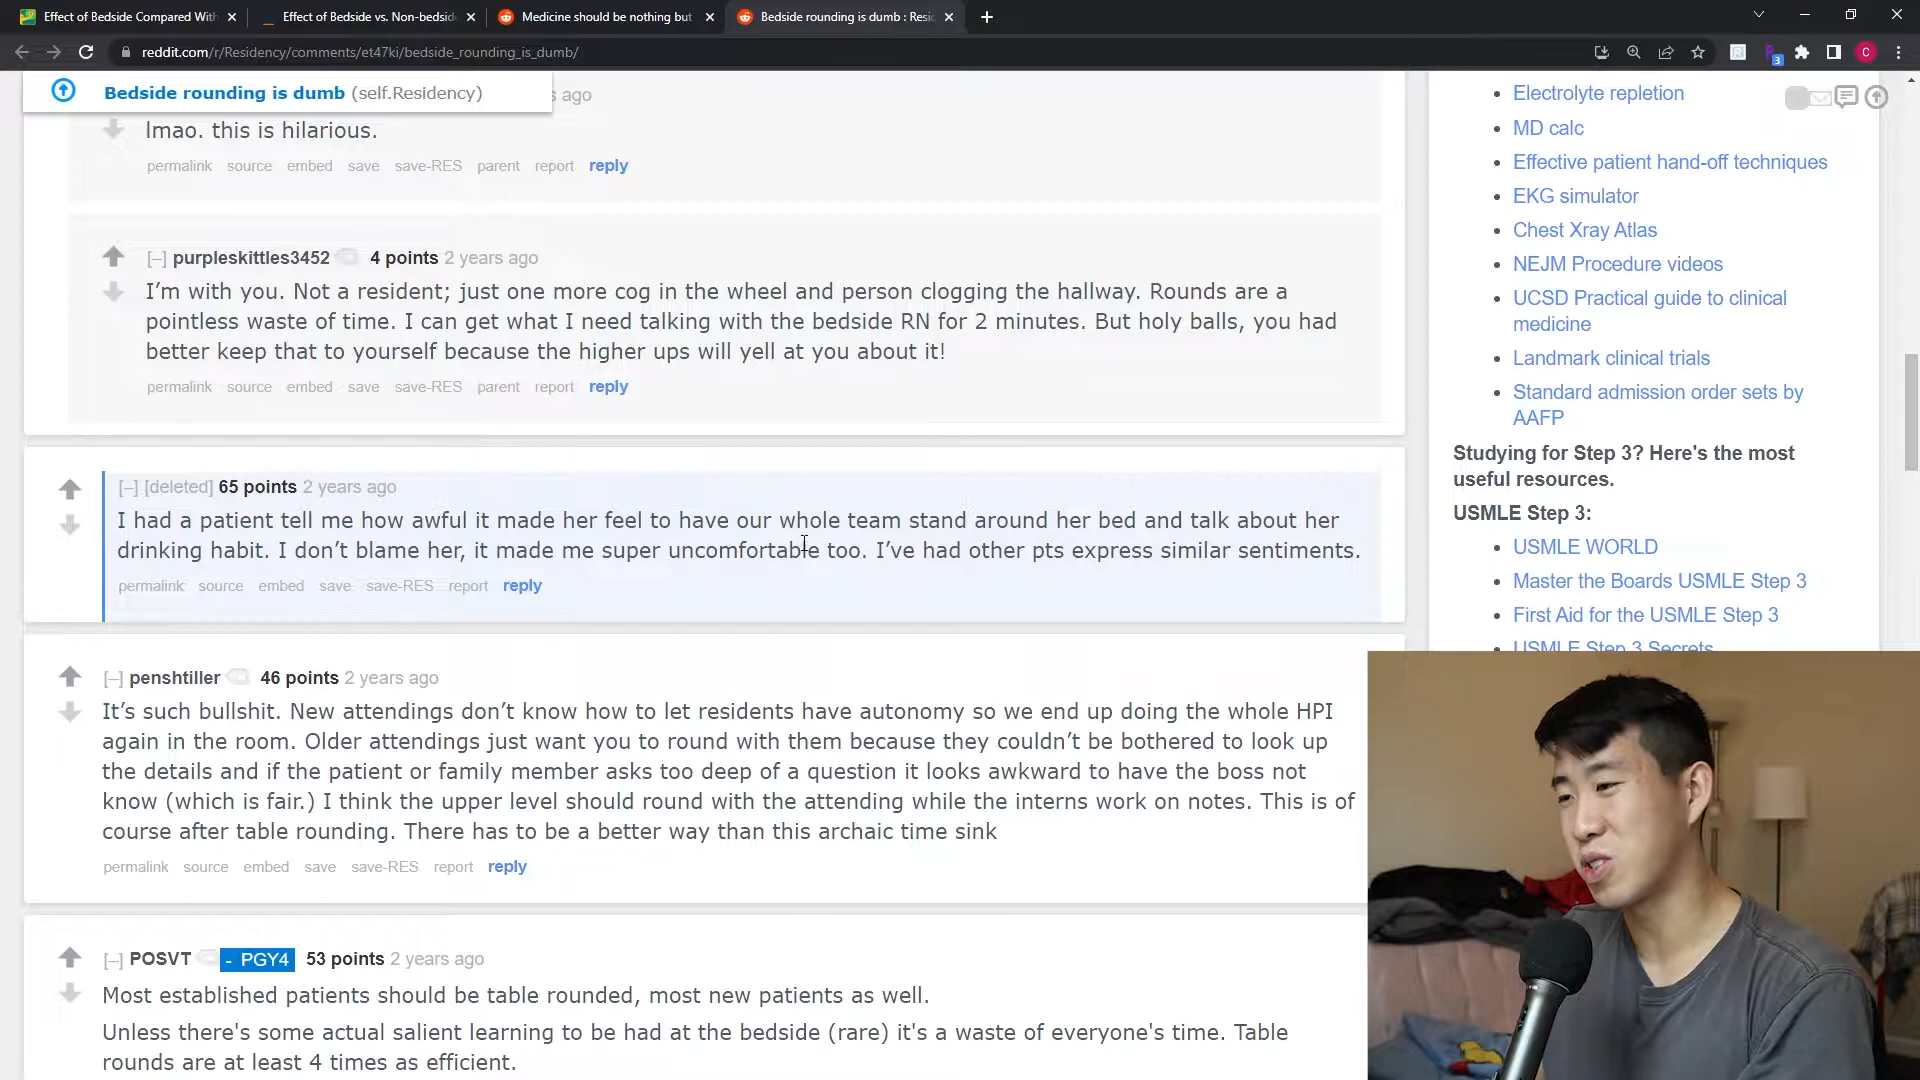 Effect of Bedside Compared With
Effect of Bedside vs. Non-bedside
Medicine should be nothing but
Bedside rounding is dumb : Resid
reddit.com/r/Residency/comments/et47ki/bedside_rounding_is_dumb/
3
C
Bedside rounding is dumb (self.Residency)
s ago
lmao. this is hilarious.
permalink source embed save save-RES parent report reply
[–] purpleskittles3452 4 points 2 years ago
I’m with you. Not a resident; just one more cog in the wheel and person clogging the hallway. Rounds are a
pointless waste of time. I can get what I need talking with the bedside RN for 2 minutes. But holy balls, you had
better keep that to yourself because the higher ups will yell at you about it!
permalink source embed save save-RES parent report reply
[–] [deleted] 65 points 2 years ago
I had a patient tell me how awful it made her feel to have our whole team stand around her bed and talk about her
drinking habit. I don’t blame her, it made me super uncomfortable too. I’ve had other pts express similar sentiments.
permalink source embed save save-RES report reply
[–] penshtiller 46 points 2 years ago
It’s such bullshit. New attendings don’t know how to let residents have autonomy so we end up doing the whole HPI
again in the room. Older attendings just want you to round with them because they couldn’t be bothered to look up
the details and if the patient or family member asks too deep of a question it looks awkward to have the boss not
know (which is fair.) I think the upper level should round with the attending while the interns work on notes. This is of
course after table rounding. There has to be a better way than this archaic time sink
permalink source embed save save-RES report reply
[–] POSVT - PGY4 53 points 2 years ago
Most established patients should be table rounded, most new patients as well.
Unless there's some actual salient learning to be had at the bedside (rare) it's a waste of everyone's time. Table
rounds are at least 4 times as efficient.
Electrolyte repletion
MD calc
Effective patient hand-off techniques
EKG simulator
Chest Xray Atlas
NEJM Procedure videos
UCSD Practical guide to clinical
medicine
Landmark clinical trials
Standard admission order sets by
AAFP
Studying for Step 3? Here's the most
useful resources.
USMLE Step 3:
USMLE WORLD
Master the Boards USMLE Step 3
First Aid for the USMLE Step 3
USMLE Step 3 Secrets